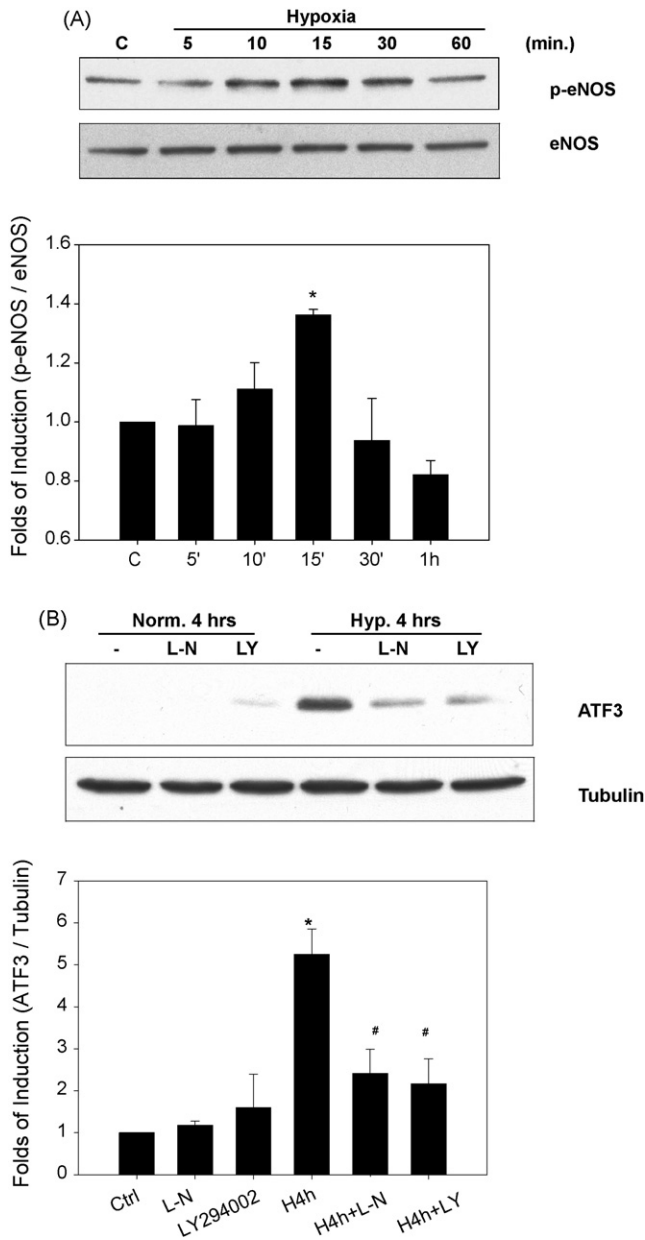 (A)
Hypoxia
C 5 10 15 30 60 (min.)
p-eNOS
eNOS
Folds of Induction (p-eNOS / eNOS)
1.6
1.4
1.2
1.0
0.8
0.6
*
C 5' 10' 15' 30' 1h
(B)
Norm. 4 hrs Hyp. 4 hrs
- L-N LY - L-N LY
ATF3
Tubulin
Folds of Induction (ATF3 / Tubulin)
7
6
5
4
3
2
1
0
*
# #
Ctrl L-N LY294002 H4h H4h+L-N H4h+LY